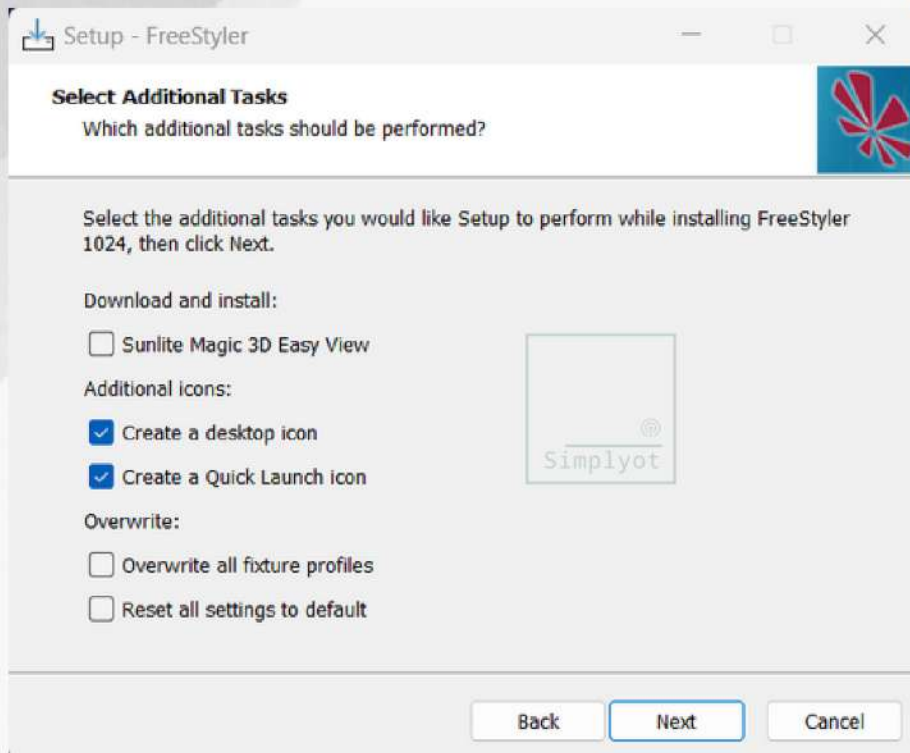 Setup - FreeStyler
Select Additional Tasks
Which additional tasks should be performed?
Select the additional tasks you would like Setup to perform while installing FreeStyler
1024, then click Next.
Download and install:
Sunlite Magic 3D Easy View
Additional icons:
Create a desktop icon
Create a Quick Launch icon
Simplyot
Overwrite:
Overwrite all fixture profiles
Reset all settings to default
Back Next Cancel